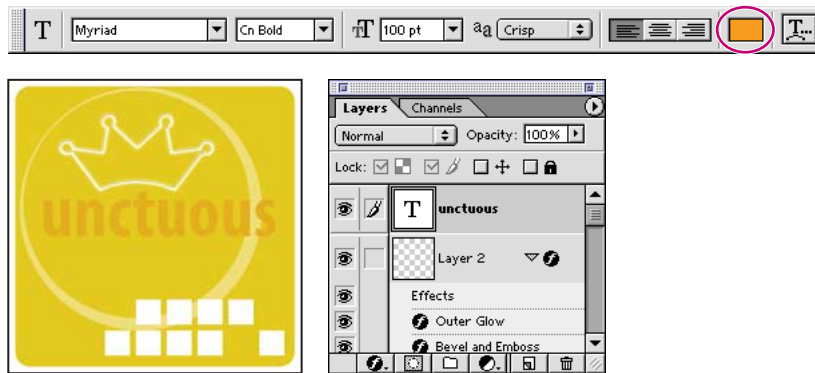 T Myriad Cn Bold T 100 pt aa Crisp T
unctuous
Layers Channels
Normal Opacity: 100%
Lock:
T unctuous
Layer 2
Effects
Outer Glow
Bevel and Emboss